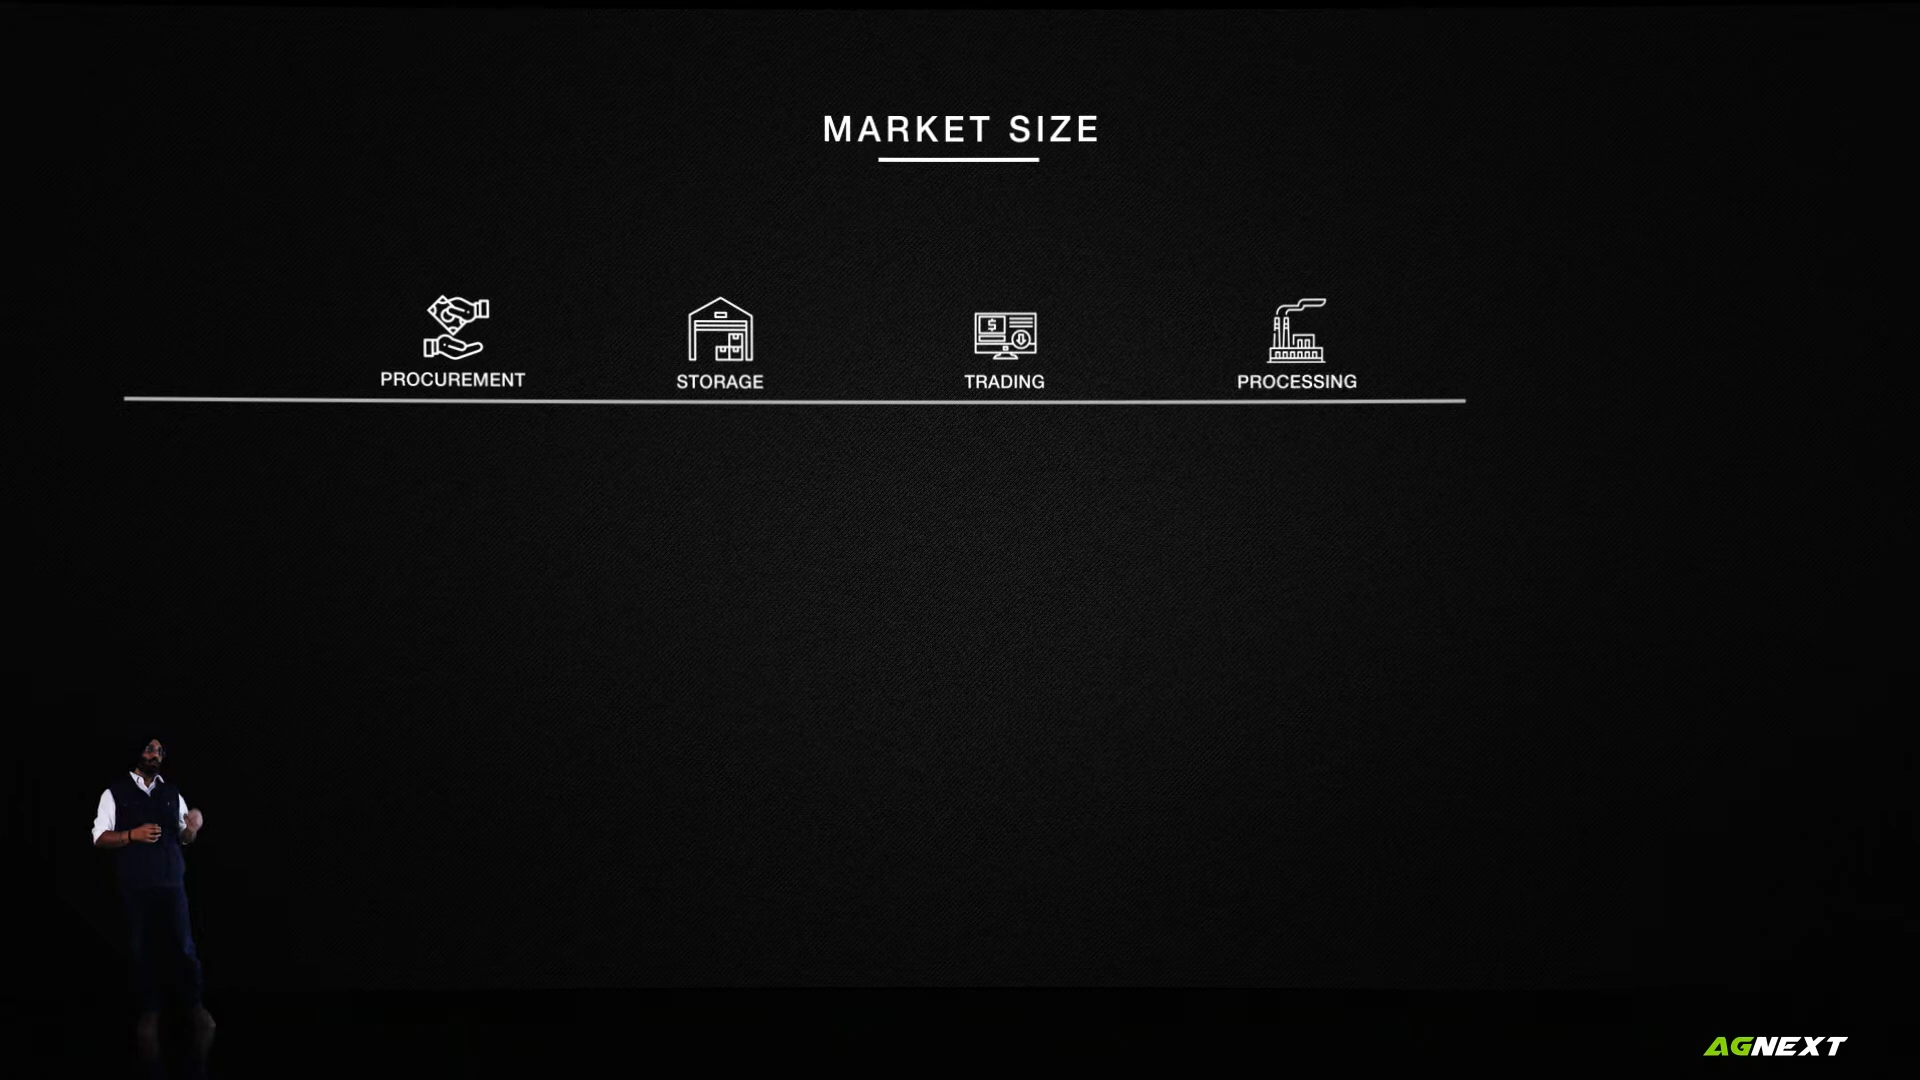 MARKET SIZE
PROCUREMENT
STORAGE
TRADING
PROCESSING
AGNEXT